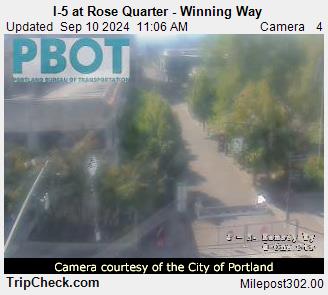 I-5 at Rose Quarter - Winning Way
Updated Sep 10 2024 11:06 AM Camera 4
PBOT
PORTLAND BUREAU OF TRANSPORTATION
Camera courtesy of the City of Portland
TripCheck.com Milepost302.00